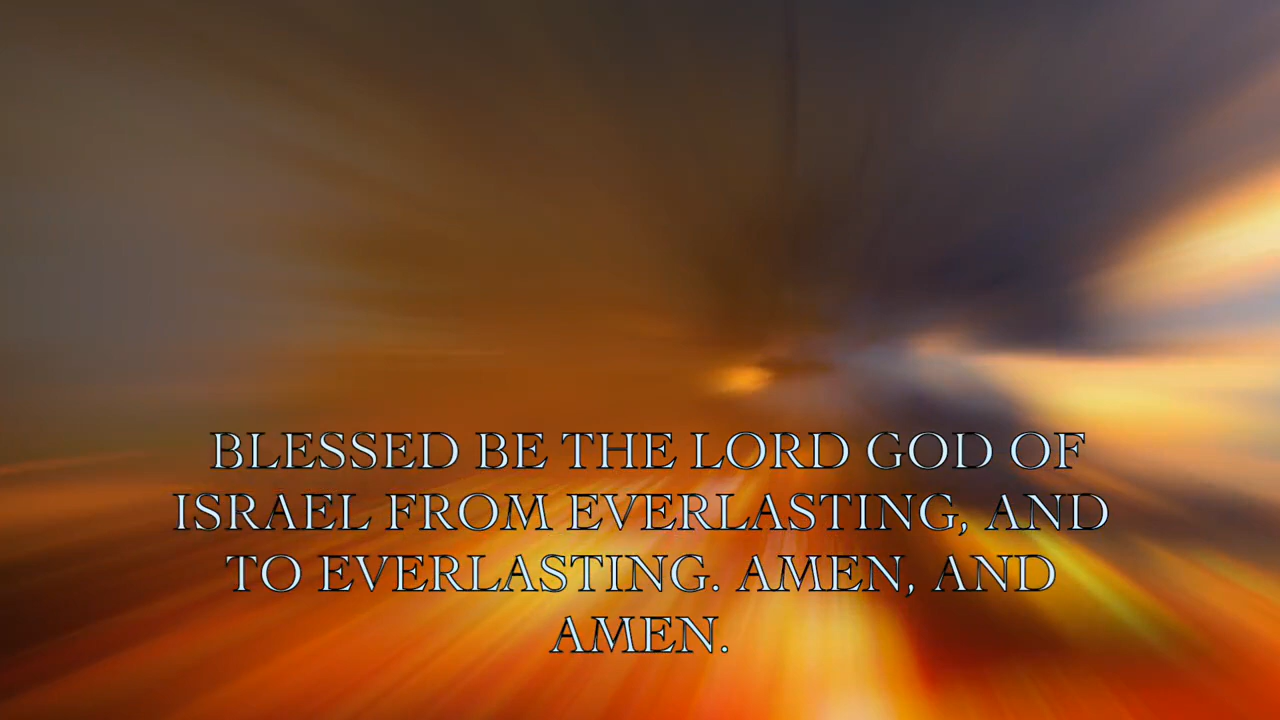 BLESSED BE THE LORD GOD OF
ISRAEL FROM EVERLASTING, AND
TO EVERLASTING. AMEN, AND
AMEN.